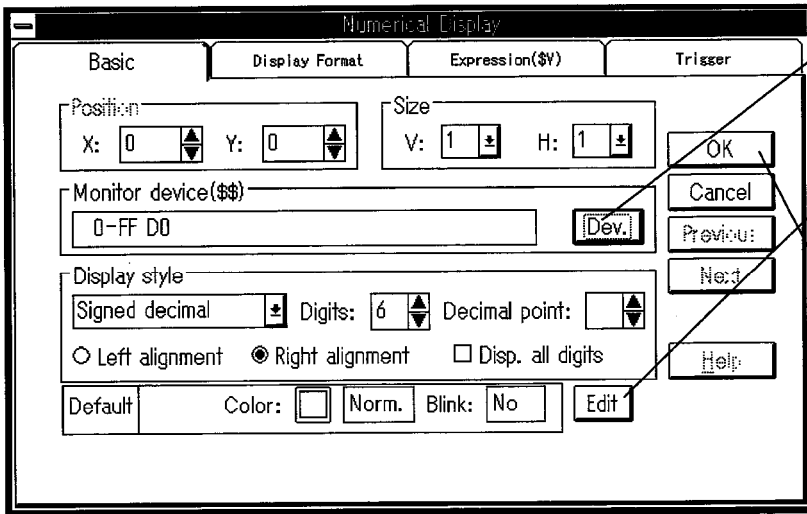 Numerical Display
Basic Display Format Expression($V) Trigger
Position
X: 0 Y: 0
Size
V: 1 H: 1
OK
Monitor device($$)
0-FF D0
Dev.
Cancel
Previous
Next
Display style
Signed decimal Digits: 6 Decimal point:
Left alignment Right alignment Disp. all digits
Help
Default Color: Norm. Blink: No Edit